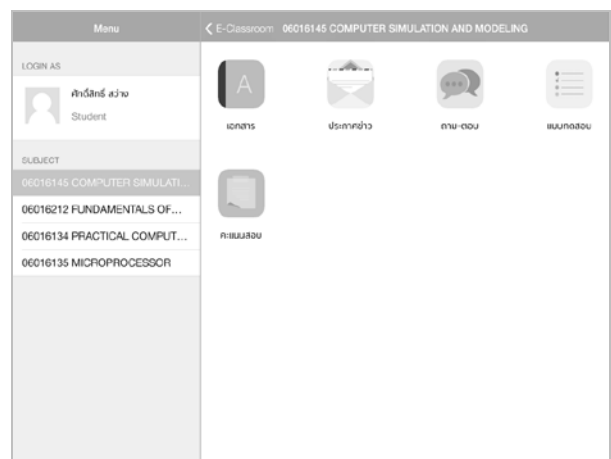 Menu
LOGIN AS
ศักดิ์สิทธิ์ สว่าง
Student
SUBJECT
06016145 COMPUTER SIMULATI...
06016212 FUNDAMENTALS OF...
06016134 PRACTICAL COMPUT...
06016135 MICROPROCESSOR
E-Classroom 06016145 COMPUTER SIMULATION AND MODELING
A
เอกสาร ประกาศข่าว ถาม-ตอบ แบบทดสอบ
คะแนนสอบ